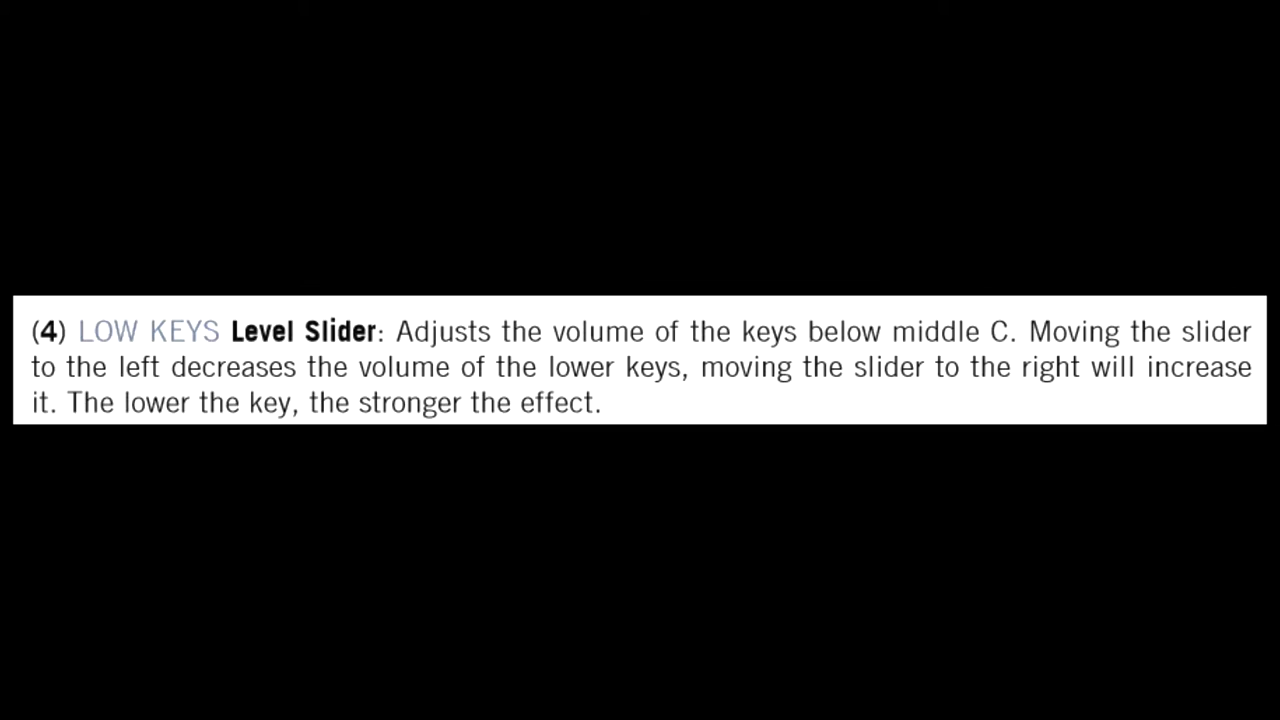 (4) LOW KEYS Level Slider: Adjusts the volume of the keys below middle C. Moving the slider
to the left decreases the volume of the lower keys, moving the slider to the right will increase
it. The lower the key, the stronger the effect.